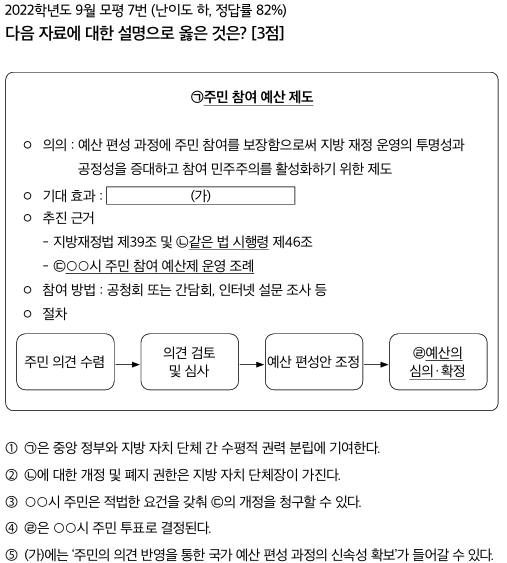 2022학년도 9월 모평 7번 (난이도 하, 정답률 82%)
다음 자료에 대한 설명으로 옳은 것은? [3점]
㉠주민 참여 예산 제도
○ 의의 : 예산 편성 과정에 주민 참여를 보장함으로써 지방 재정 운영의 투명성과
공정성을 증대하고 참여 민주주의를 활성화하기 위한 제도
○ 기대 효과 : (가)
○ 추진 근거
- 지방재정법 제39조 및 ㉡같은 법 시행령 제46조
- ㉢○○시 주민 참여 예산제 운영 조례
○ 참여 방법 : 공청회 또는 간담회, 인터넷 설문 조사 등
○ 절차
주민 의견 수렴
의견 검토
및 심사
예산 편성안 조정
㉣예산의
심의·확정
① ㉠은 중앙 정부와 지방 자치 단체 간 수평적 권력 분립에 기여한다.
② ㉡에 대한 개정 및 폐지 권한은 지방 자치 단체장이 가진다.
③ ○○시 주민은 적법한 요건을 갖춰 ㉢의 개정을 청구할 수 있다.
④ ㉣은 ○○시 주민 투표로 결정된다.
⑤ (가)에는 ‘주민의 의견 반영을 통한 국가 예산 편성 과정의 신속성 확보’가 들어갈 수 있다.